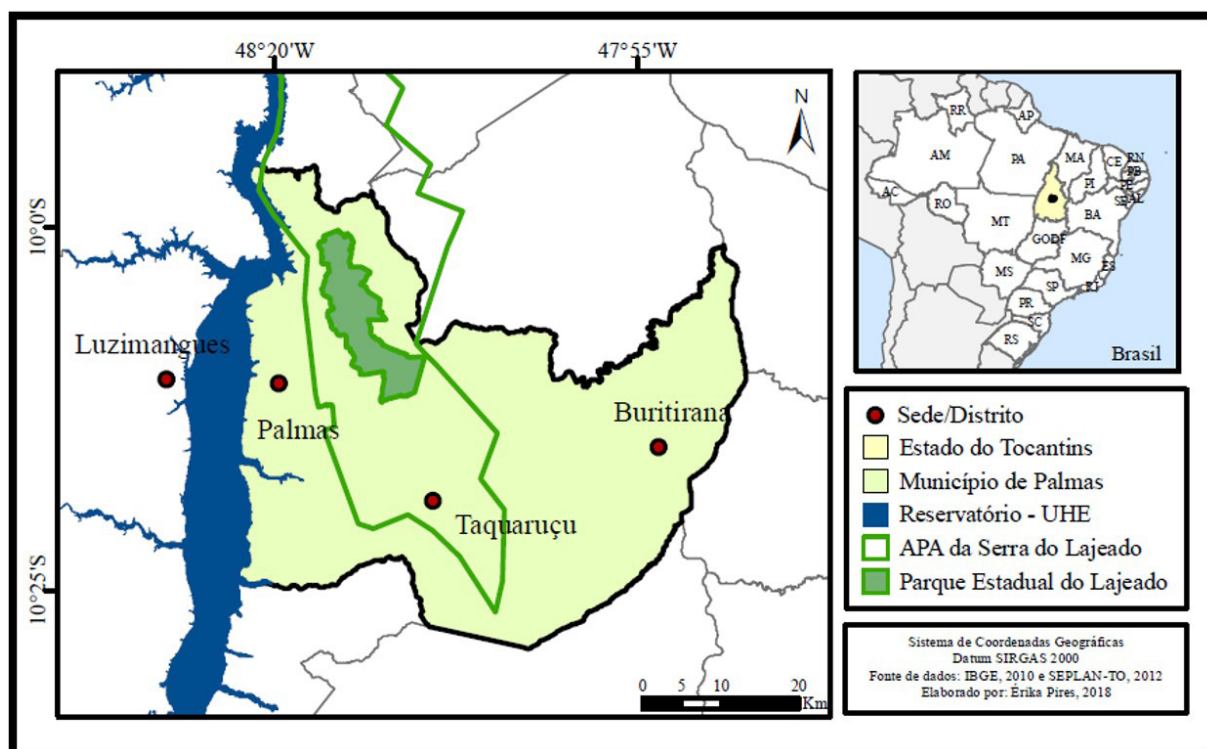 48°20'W
47°55'W
N
10°0'S
10°25'S
Luzimangues
Palmas
Buritirana
Taquaruçu
0 5 10 20
Km
RR
AP
AM
PA
MA
CE
RN
PB
PE
AL
SE
PI
AC
RO
MT
BA
GO
DF
MG
ES
MS
SP
RJ
PR
SC
RS
Brasil
Sede/Distrito
Estado do Tocantins
Município de Palmas
Reservatório - UHE
APA da Serra do Lajeado
Parque Estadual do Lajeado
Sistema de Coordenadas Geográficas
Datum SIRGAS 2000
Fonte de dados: IBGE, 2010 e SEPLAN-TO, 2012
Elaborado por: Érika Pires, 2018